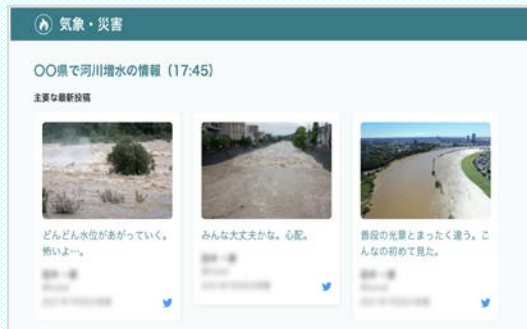 気象・災害
〇〇県で河川増水の情報（17:45）
主要な最新投稿
どんどん水位があがっていく。
怖いよ…。
みんな大丈夫かな。心配。
普段の光景とまったく違う。こ
んなの初めて見た。